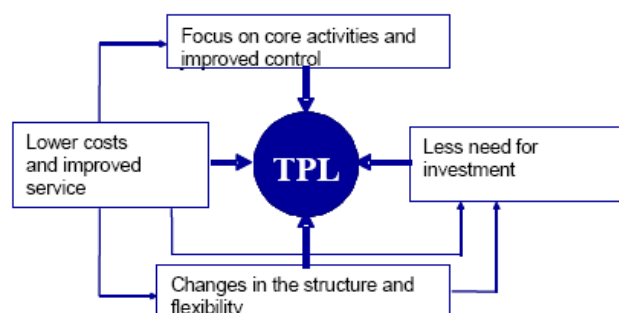 Focus on core activities and
improved control
Lower costs
and improved
service
TPL
Less need for
investment
Changes in the structure and
flexibility